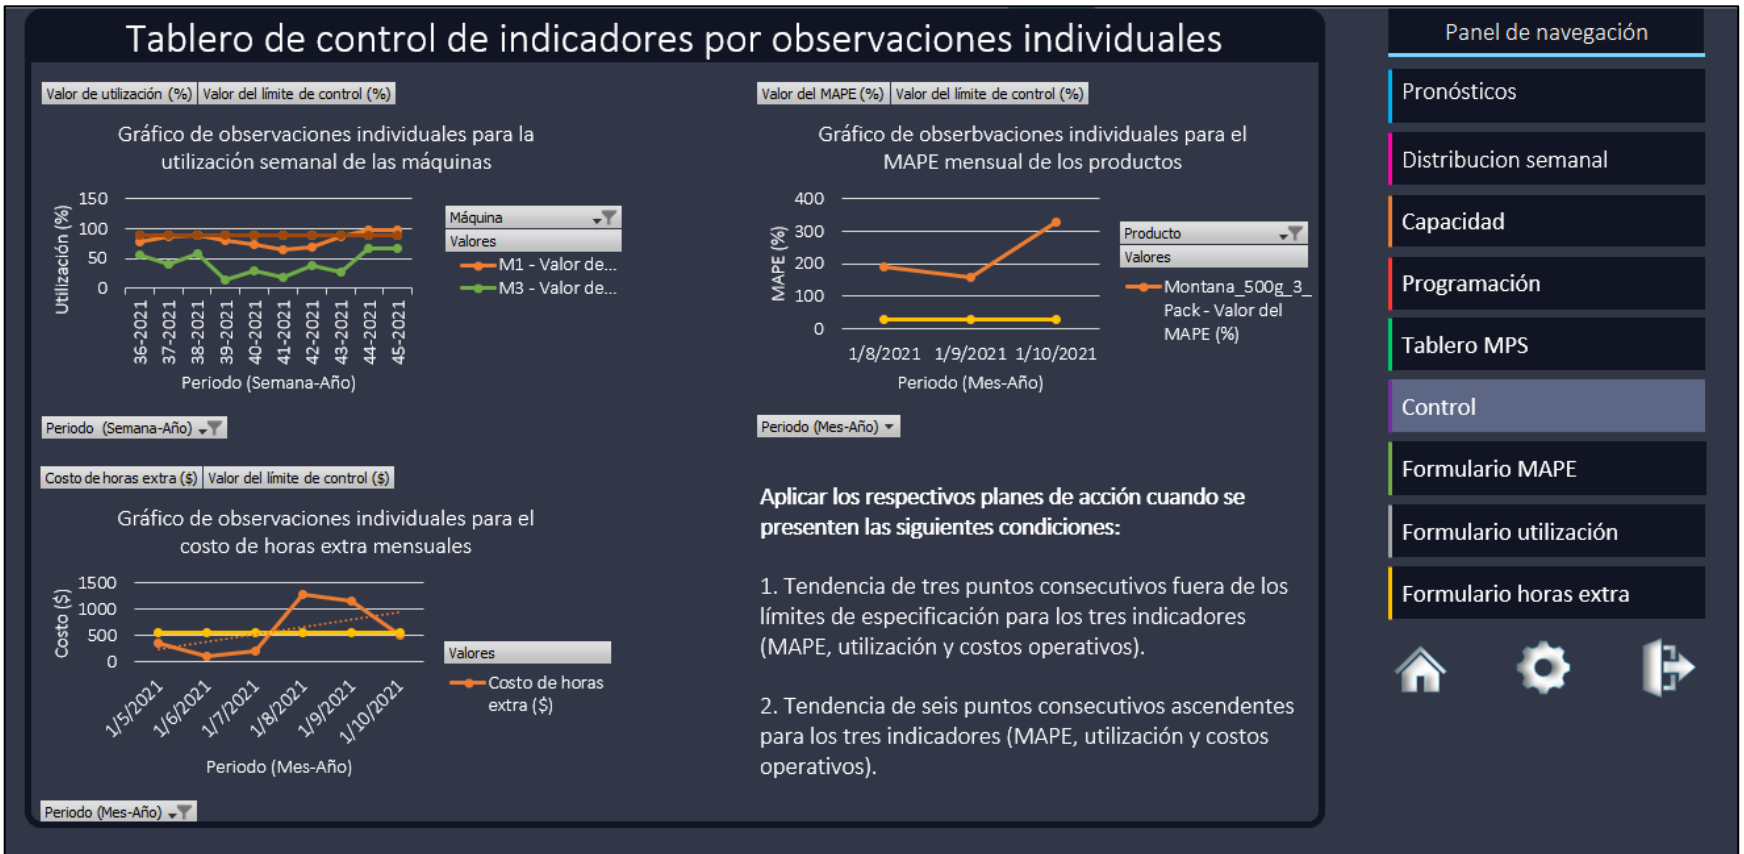 Tablero de control de indicadores por observaciones individuales
Valor de utilización (%) Valor del límite de control (%)
Gráfico de observaciones individuales para la
utilización semanal de las máquinas
Utilización (%)
150
100
50
0
36-2021
37-2021
38-2021
39-2021
40-2021
41-2021
42-2021
43-2021
44-2021
45-2021
Periodo (Semana-Año)
Máquina
Valores
M1 - Valor de...
M3 - Valor de...
Periodo (Semana-Año)
Valor del MAPE (%) Valor del límite de control (%)
Gráfico de obserbvaciones individuales para el
MAPE mensual de los productos
MAPE (%)
400
300
200
100
0
1/8/2021 1/9/2021 1/10/2021
Periodo (Mes-Año)
Producto
Valores
Montana_500g_3_
Pack - Valor del
MAPE (%)
Periodo (Mes-Año)
Costo de horas extra ($) Valor del límite de control ($)
Gráfico de observaciones individuales para el
costo de horas extra mensuales
Costo ($)
1500
1000
500
0
1/5/2021
1/6/2021
1/7/2021
1/8/2021
1/9/2021
1/10/2021
Periodo (Mes-Año)
Valores
Costo de horas
extra ($)
Periodo (Mes-Año)
Aplicar los respectivos planes de acción cuando se
presenten las siguientes condiciones:
1. Tendencia de tres puntos consecutivos fuera de los
límites de especificación para los tres indicadores
(MAPE, utilización y costos operativos).
2. Tendencia de seis puntos consecutivos ascendentes
para los tres indicadores (MAPE, utilización y costos
operativos).
Panel de navegación
Pronósticos
Distribucion semanal
Capacidad
Programación
Tablero MPS
Control
Formulario MAPE
Formulario utilización
Formulario horas extra